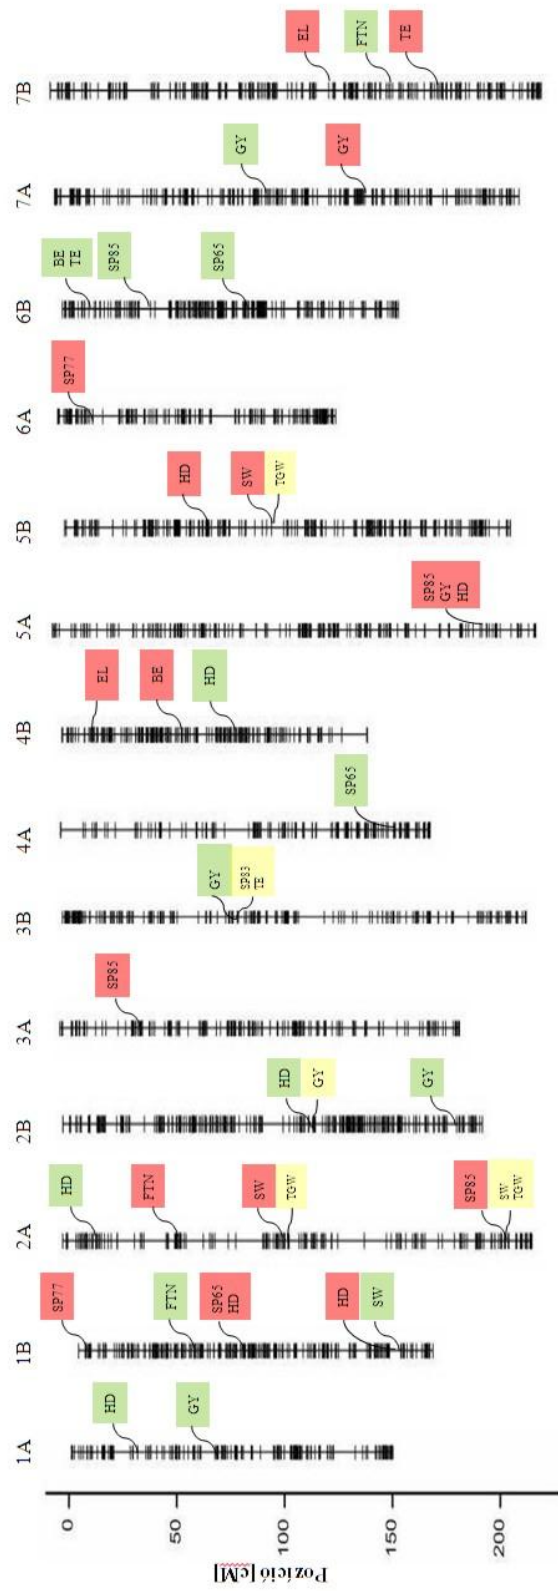 1A
1B
2A
2B
3A
3B
4A
4B
5A
5B
6A
6B
7A
7B
Pozíció [cM]
0
50
100
150
200
HD
GY
SP77
FTN
SP65
HD
HD
SW
HD
FTN
SW
TGW
SP85
SW
TGW
HD
GY
GY
SP85
GY
SP83
TE
SP65
EL
BE
HD
SP85
GY
HD
HD
SW
TGW
SP77
BE
TE
SP85
SP65
GY
GY
EL
FTN
TE